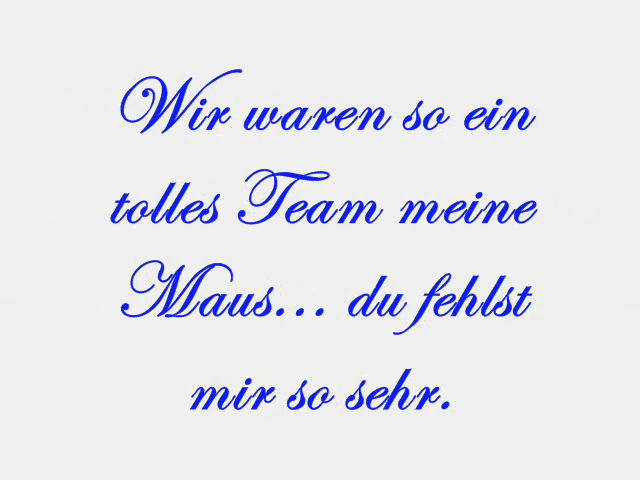 Wir waren so ein
tolles Team meine
Maus... du fehlst
mir so sehr.